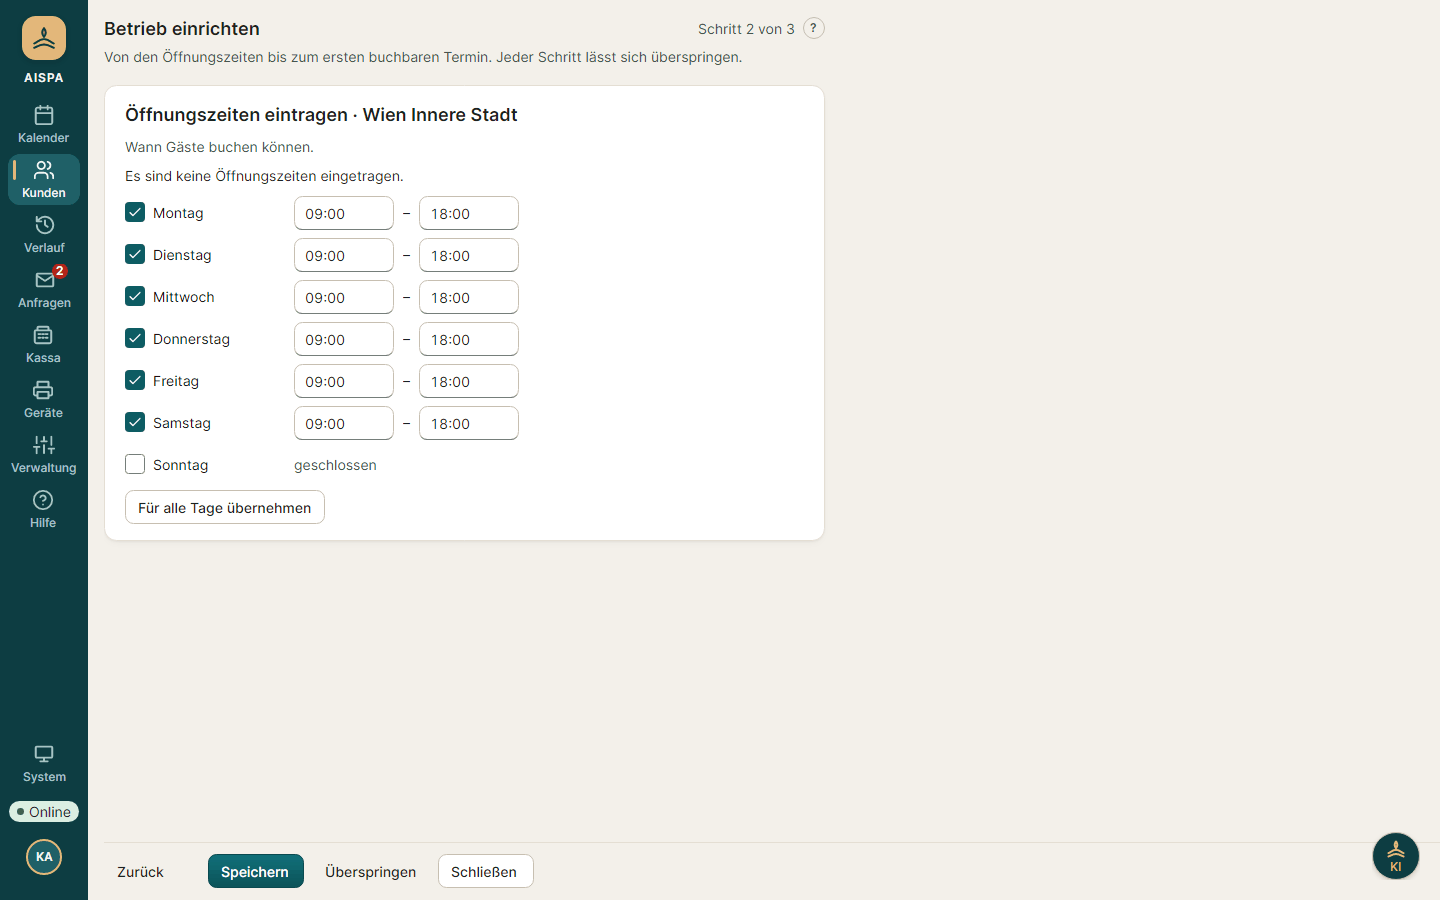 AISPA
Kalender
Kunden
Verlauf
2
Anfragen
Kassa
Geräte
Verwaltung
Hilfe
System
Online
KA
Betrieb einrichten
Schritt 2 von 3 ?
Von den Öffnungszeiten bis zum ersten buchbaren Termin. Jeder Schritt lässt sich überspringen.
Öffnungszeiten eintragen · Wien Innere Stadt
Wann Gäste buchen können.
Es sind keine Öffnungszeiten eingetragen.
Montag 09:00 – 18:00
Dienstag 09:00 – 18:00
Mittwoch 09:00 – 18:00
Donnerstag 09:00 – 18:00
Freitag 09:00 – 18:00
Samstag 09:00 – 18:00
Sonntag geschlossen
Für alle Tage übernehmen
Zurück Speichern Überspringen Schließen
KI